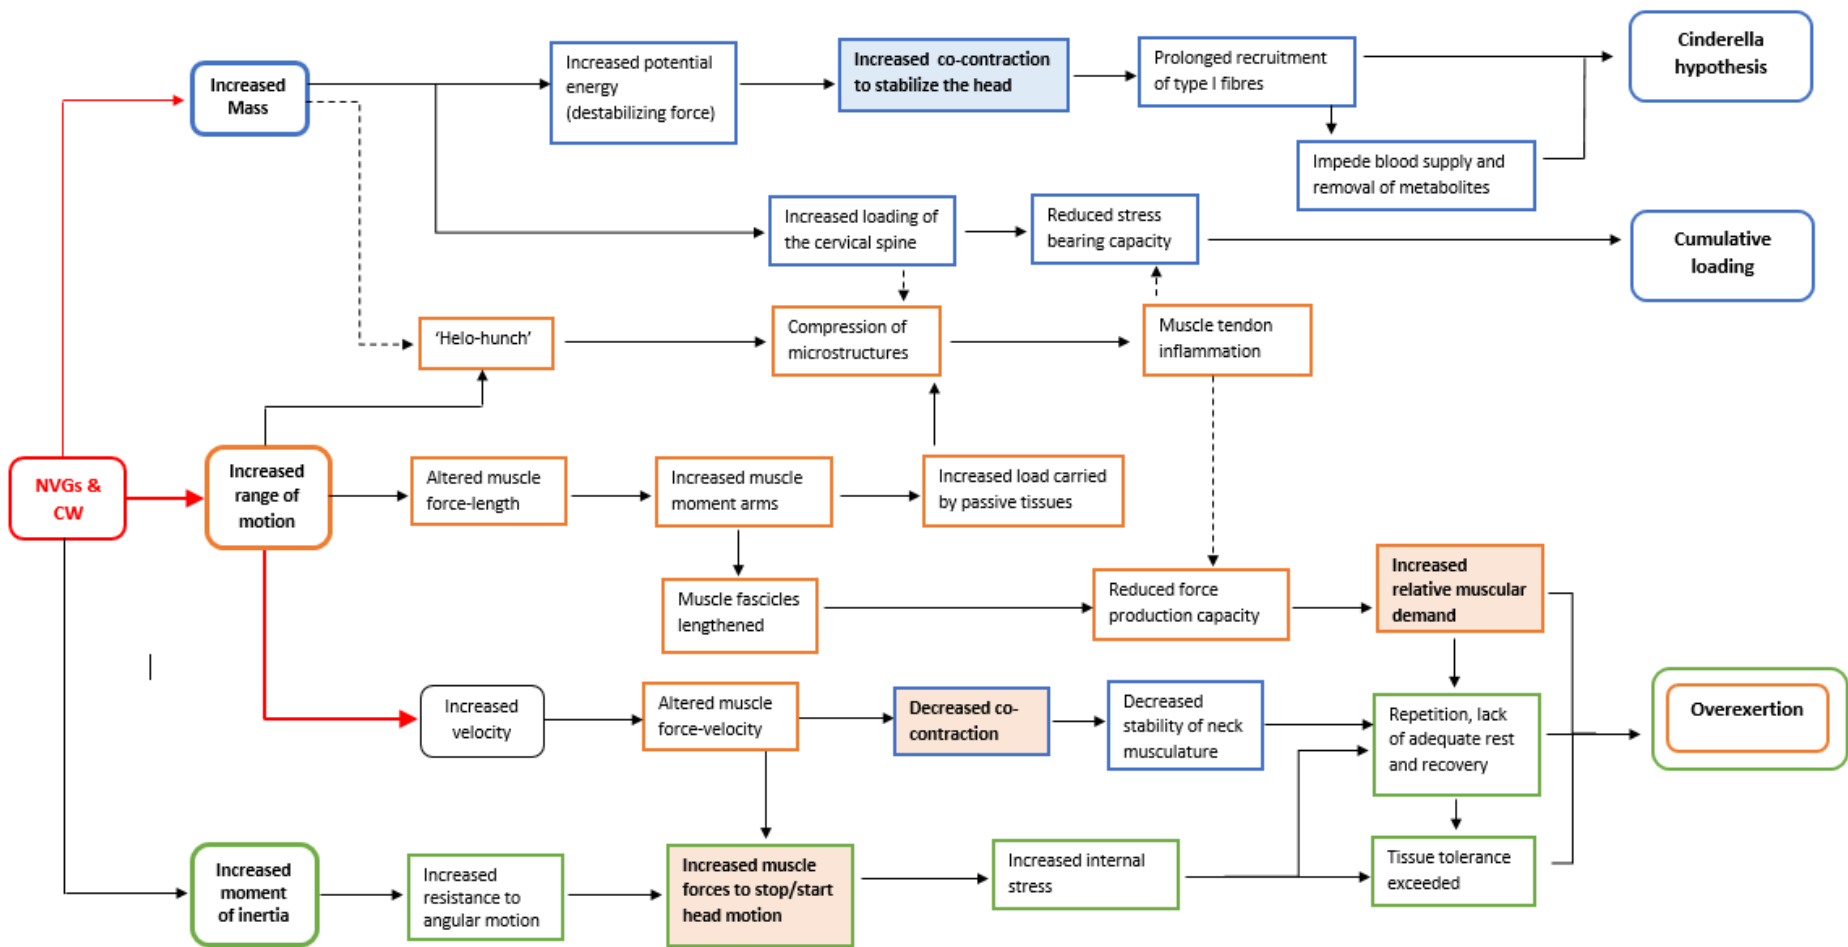 Increased
Mass
Increased potential
energy
(destabilizing force)
Increased co-contraction
to stabilize the head
Prolonged recruitment
of type I fibres
Cinderella
hypothesis
Impede blood supply and
removal of metabolites
Increased loading of
the cervical spine
Reduced stress
bearing capacity
Cumulative
loading
‘Helo-hunch’
Compression of
microstructures
Muscle tendon
inflammation
NVGs &
CW
Increased
range of
motion
Altered muscle
force-length
Increased muscle
moment arms
Increased load carried
by passive tissues
Muscle fascicles
lengthened
Reduced force
production capacity
Increased
relative muscular
demand
Increased
velocity
Altered muscle
force-velocity
Decreased co-
contraction
Decreased
stability of neck
musculature
Repetition, lack
of adequate rest
and recovery
Overexertion
Increased
moment
of inertia
Increased
resistance to
angular motion
Increased muscle
forces to stop/start
head motion
Increased internal
stress
Tissue tolerance
exceeded